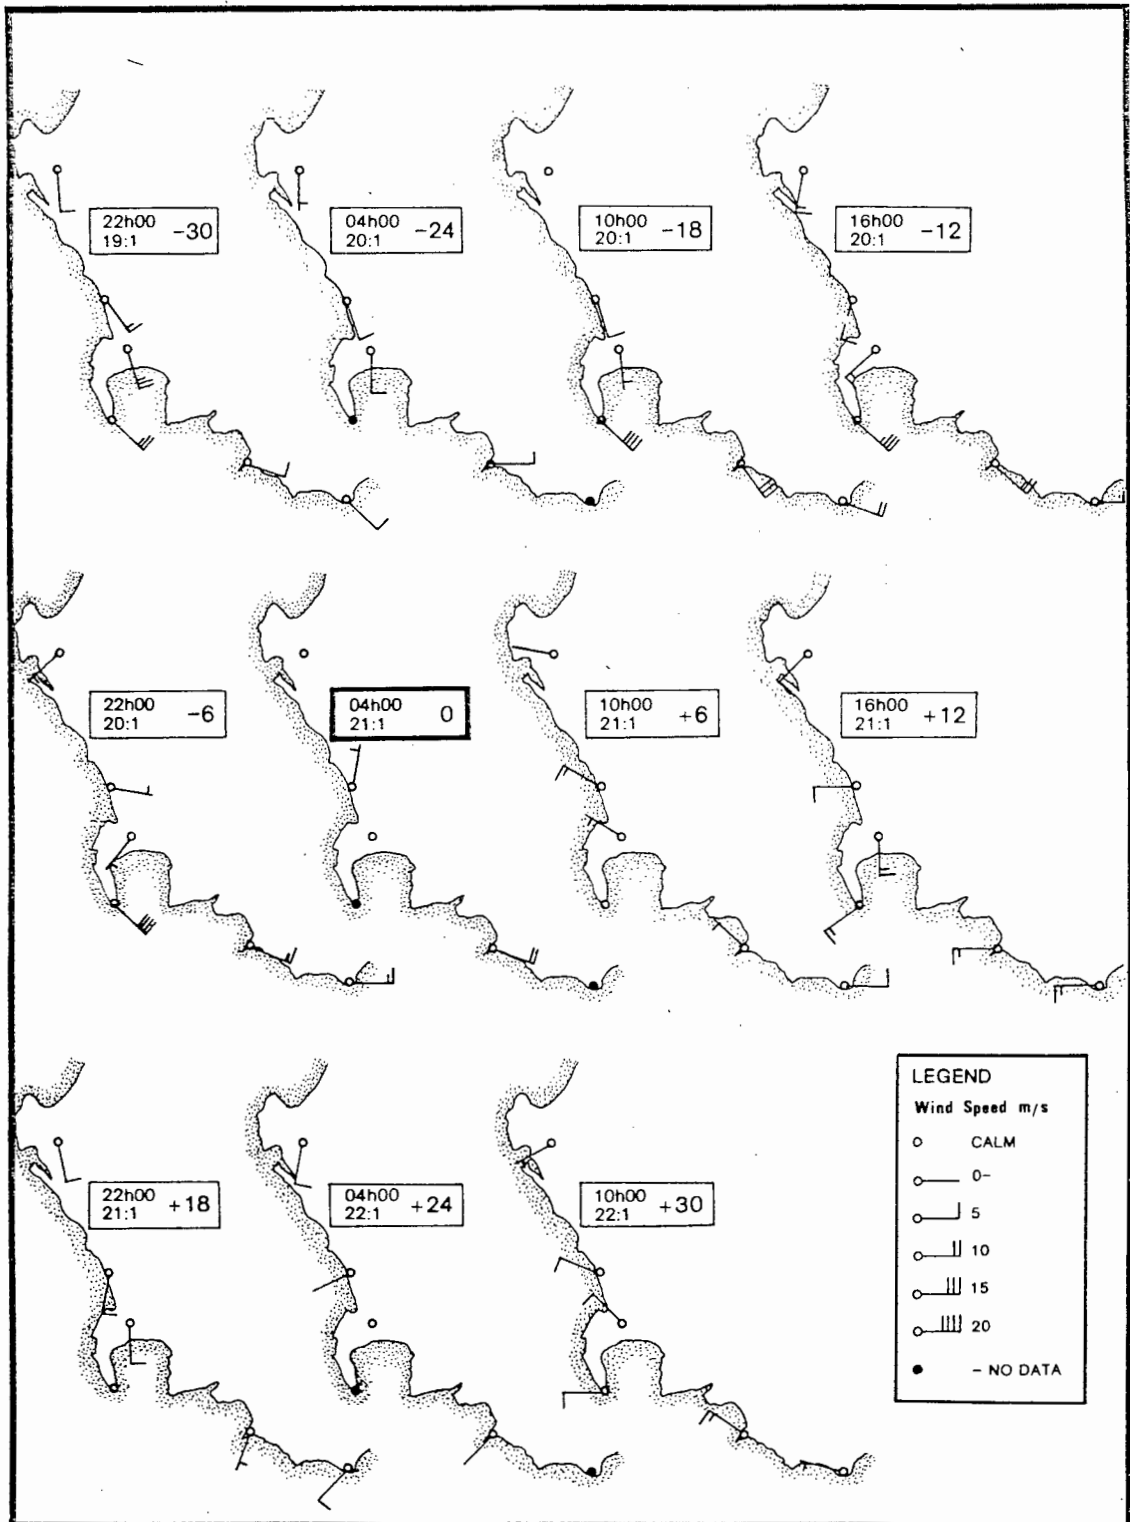 22h00
19:1 -30
04h00
20:1 -24
10h00
20:1 -18
16h00
20:1 -12
22h00
20:1 -6
04h00
21:1 0
10h00
21:1 +6
16h00
21:1 +12
22h00
21:1 +18
04h00
22:1 +24
10h00
22:1 +30
LEGEND
Wind Speed m/s
CALM
0-
5
10
15
20
- NO DATA